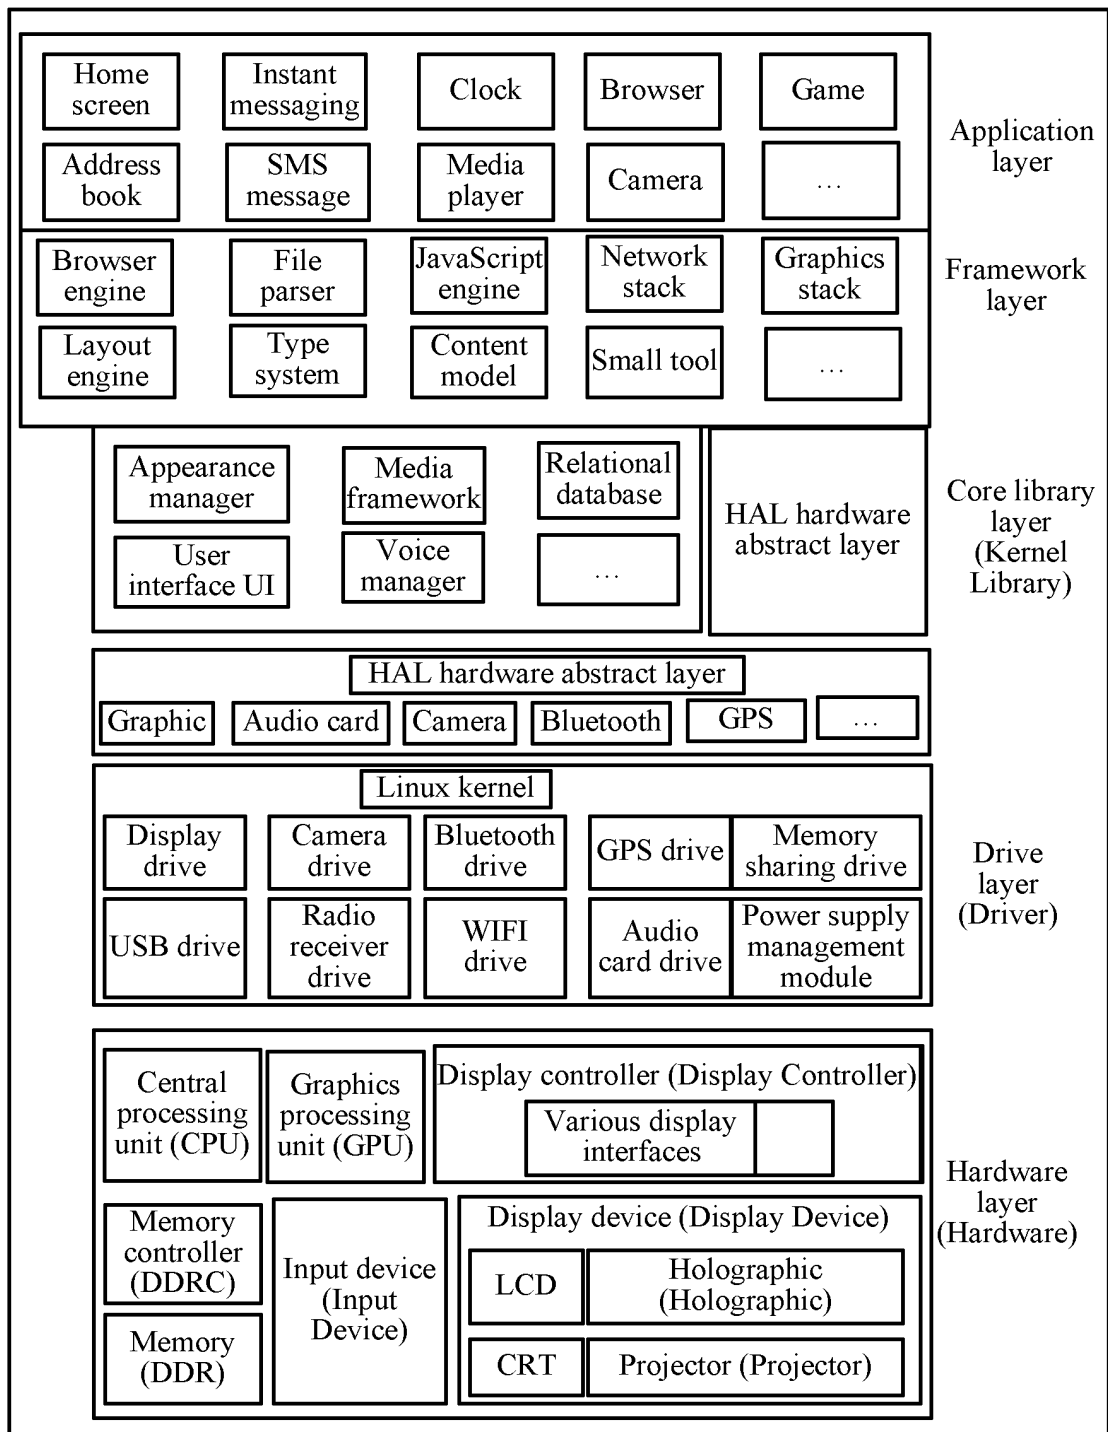 Home
screen
Instant
messaging
Clock
Browser
Game
Address
book
SMS
message
Media
player
Camera
...
Application
layer
Browser
engine
File
parser
JavaScript
engine
Network
stack
Graphics
stack
Layout
engine
Type
system
Content
model
Small tool
...
Framework
layer
Appearance
manager
Media
framework
Relational
database
User
interface UI
Voice
manager
...
HAL hardware
abstract layer
Core library
layer
(Kernel
Library)
HAL hardware abstract layer
Graphic
Audio card
Camera
Bluetooth
GPS
...
Linux kernel
Display
drive
Camera
drive
Bluetooth
drive
GPS drive
Memory
sharing drive
USB drive
Radio
receiver
drive
WIFI
drive
Audio
card drive
Power supply
management
module
Drive
layer
(Driver)
Central
processing
unit (CPU)
Graphics
processing
unit (GPU)
Display controller (Display Controller)
Various display
interfaces
Memory
controller
(DDRC)
Memory
(DDR)
Input device
(Input
Device)
Display device (Display Device)
LCD
Holographic
(Holographic)
CRT
Projector (Projector)
Hardware
layer
(Hardware)